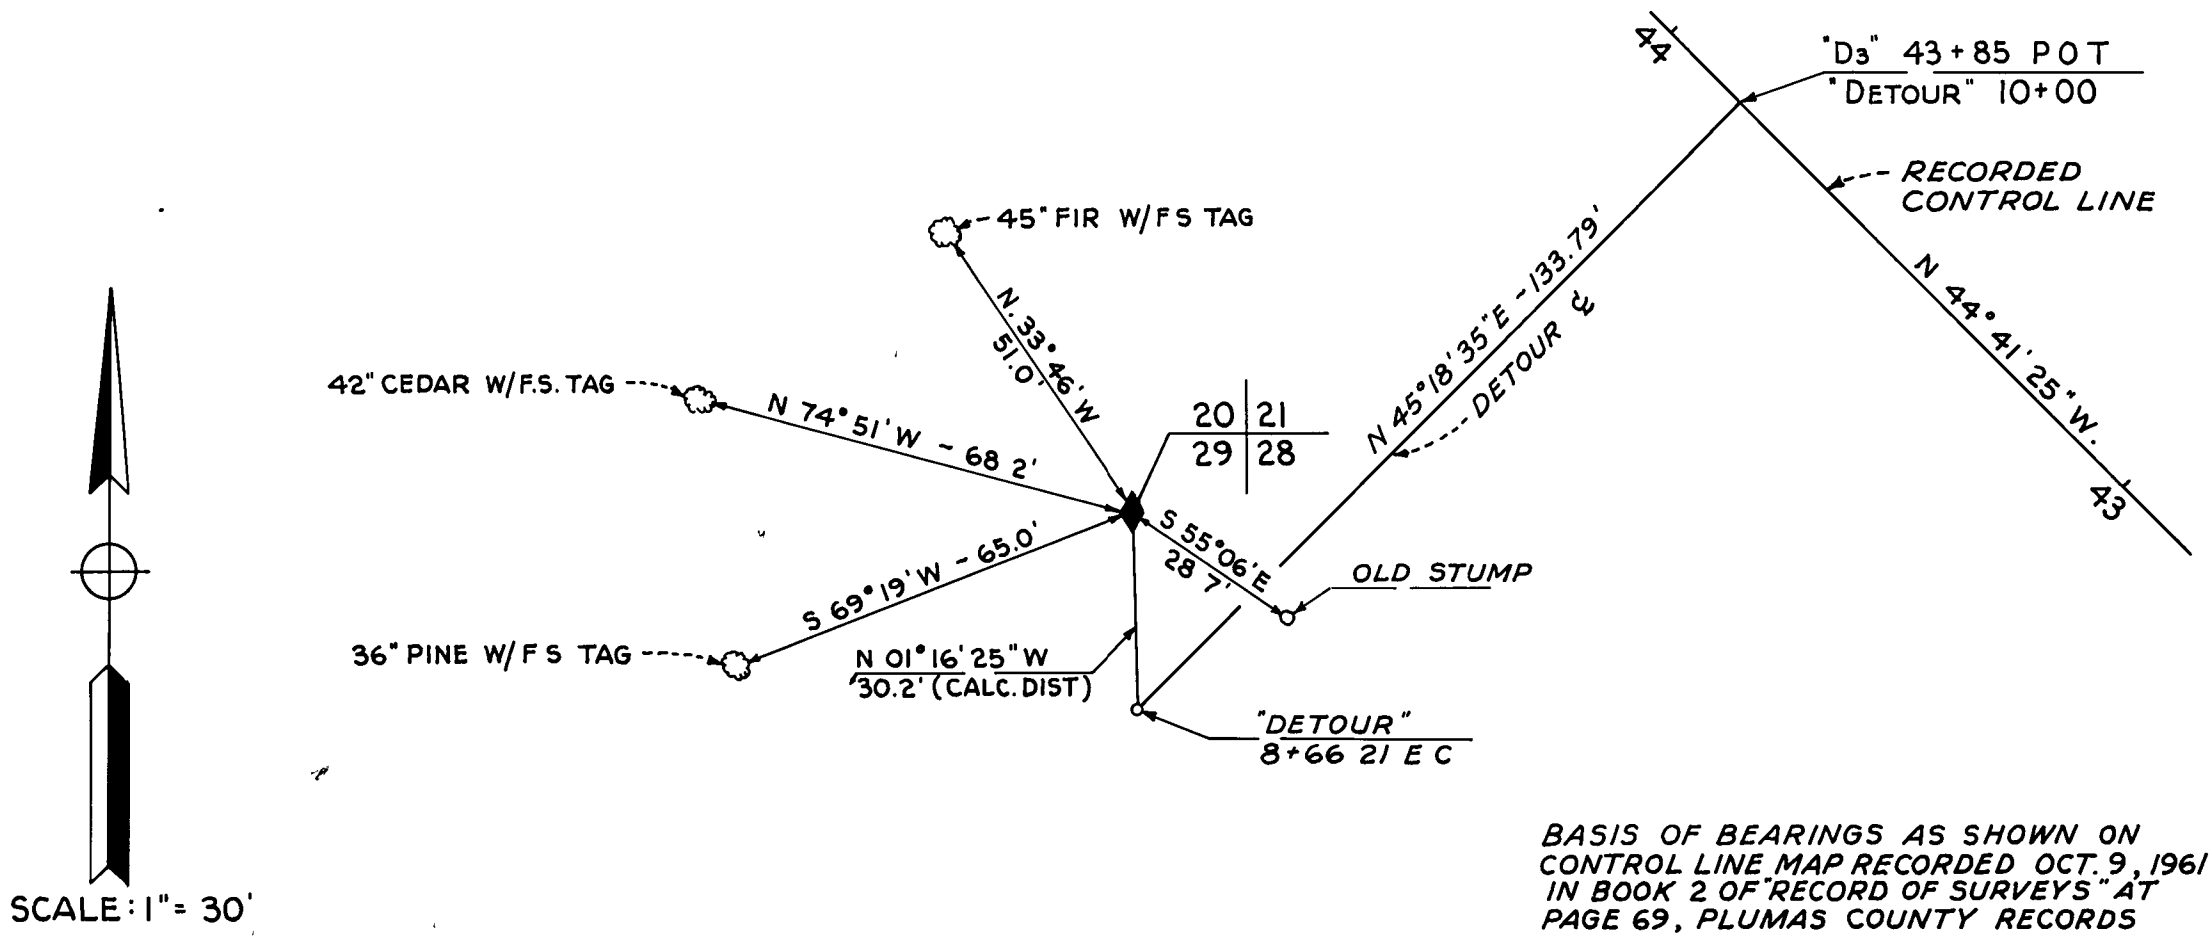 44
"D3" 43+85 POT
"DETOUR" 10+00
RECORDED
CONTROL LINE
45" FIR W/FS TAG
N 45°18'35"E - 133.79'
DETOUR ℄
N 44°41'25"W.
N. 33°46'W
51.0'
42" CEDAR W/F.S. TAG
N 74°51'W - 68 2'
20 21
29 28
43
S 55°06'E
28 7'
OLD STUMP
S 69°19'W - 65.0'
36" PINE W/F S TAG
N 01°16'25"W
30.2' (CALC. DIST)
"DETOUR"
8+66 21 E C
BASIS OF BEARINGS AS SHOWN ON
CONTROL LINE MAP RECORDED OCT. 9, 1961
IN BOOK 2 OF "RECORD OF SURVEYS" AT
PAGE 69, PLUMAS COUNTY RECORDS
SCALE: 1" = 30'